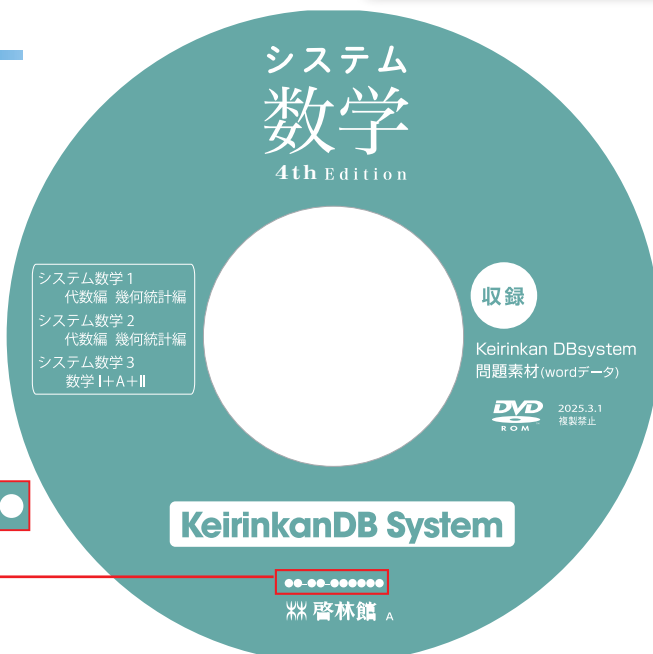 システム
数学
4th Edition
システム数学 1
代数編 幾何統計編
システム数学 2
代数編 幾何統計編
システム数学 3
数学 I+A+II
収録
Keirinkan DBsystem
問題素材(wordデータ)
DVD
ROM
2025.3.1
複製禁止
KeirinkanDB System
●●-●●-●●●●●●
啓林館 A